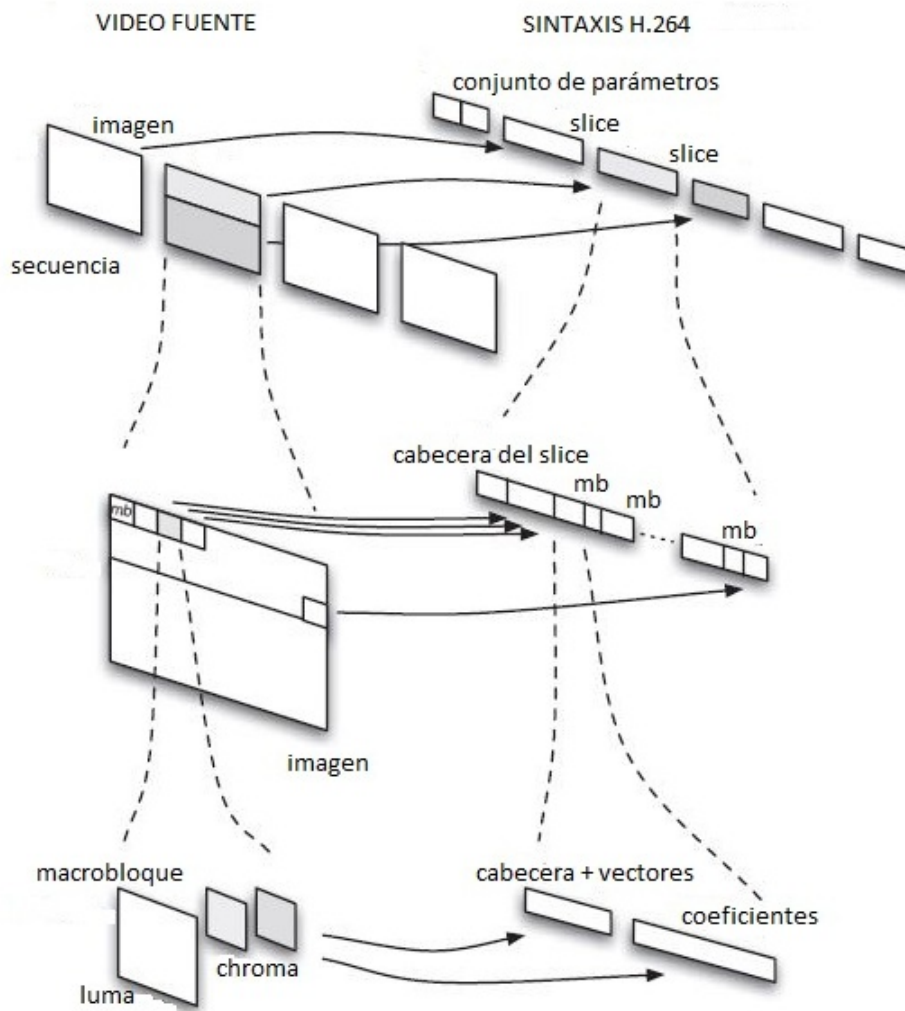 VIDEO FUENTE
SINTAXIS H.264
conjunto de parámetros
imagen
slice
slice
secuencia
cabecera del slice
mb
mb
mb
mb
imagen
macrobloque
cabecera + vectores
coeficientes
chroma
luma